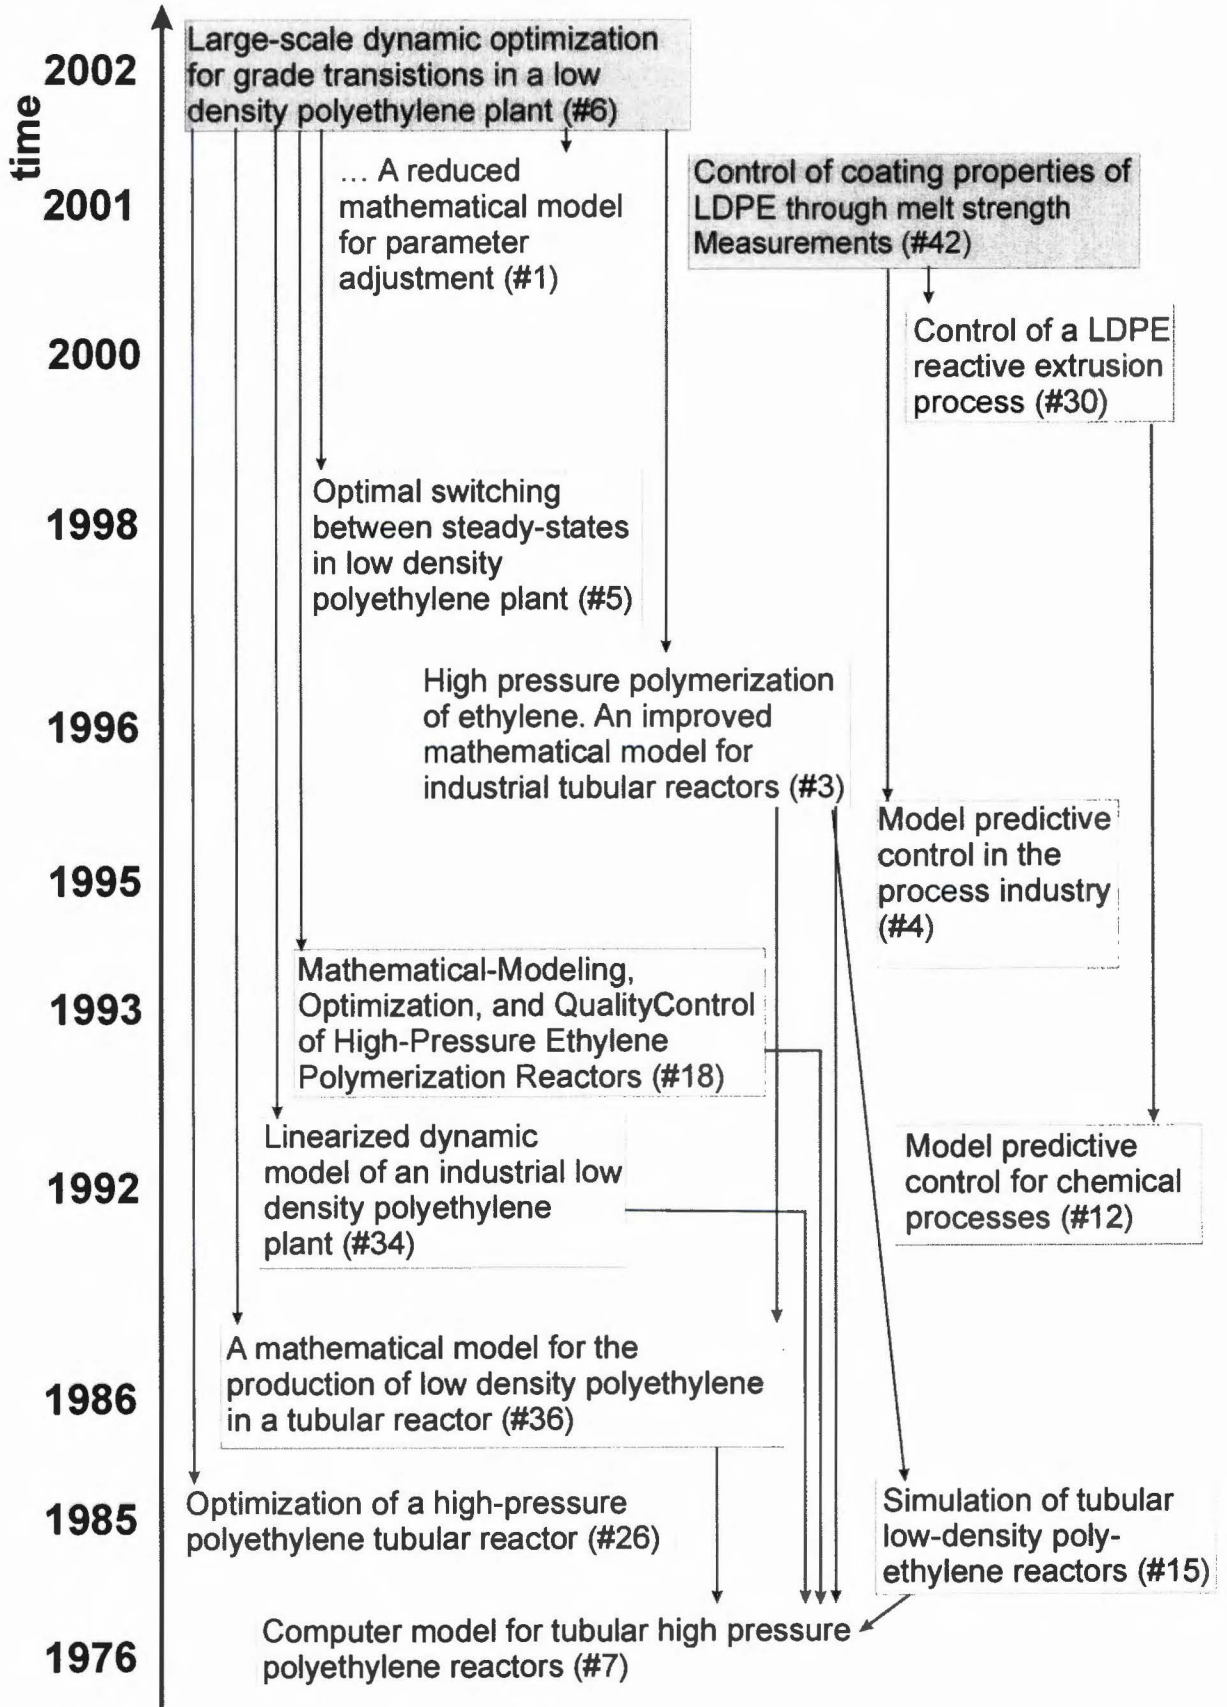 2002
time
Large-scale dynamic optimization
for grade transistions in a low
density polyethylene plant (#6)
2001
... A reduced
mathematical model
for parameter
adjustment (#1)
Control of coating properties of
LDPE through melt strength
Measurements (#42)
2000
Control of a LDPE
reactive extrusion
process (#30)
1998
Optimal switching
between steady-states
in low density
polyethylene plant (#5)
1996
High pressure polymerization
of ethylene. An improved
mathematical model for
industrial tubular reactors (#3)
1995
Model predictive
control in the
process industry
(#4)
1993
Mathematical-Modeling,
Optimization, and QualityControl
of High-Pressure Ethylene
Polymerization Reactors (#18)
1992
Linearized dynamic
model of an industrial low
density polyethylene
plant (#34)
Model predictive
control for chemical
processes (#12)
1986
A mathematical model for the
production of low density polyethylene
in a tubular reactor (#36)
1985
Optimization of a high-pressure
polyethylene tubular reactor (#26)
Simulation of tubular
low-density poly-
ethylene reactors (#15)
1976
Computer model for tubular high pressure
polyethylene reactors (#7)